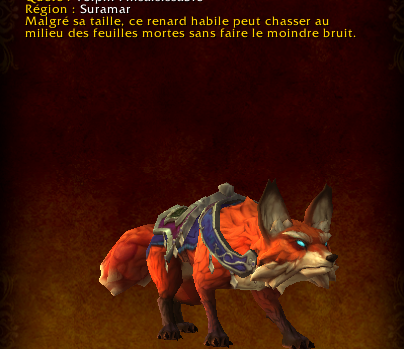 Région : Suramar
Malgré sa taille, ce renard habile peut chasser au
milieu des feuilles mortes sans faire le moindre bruit.